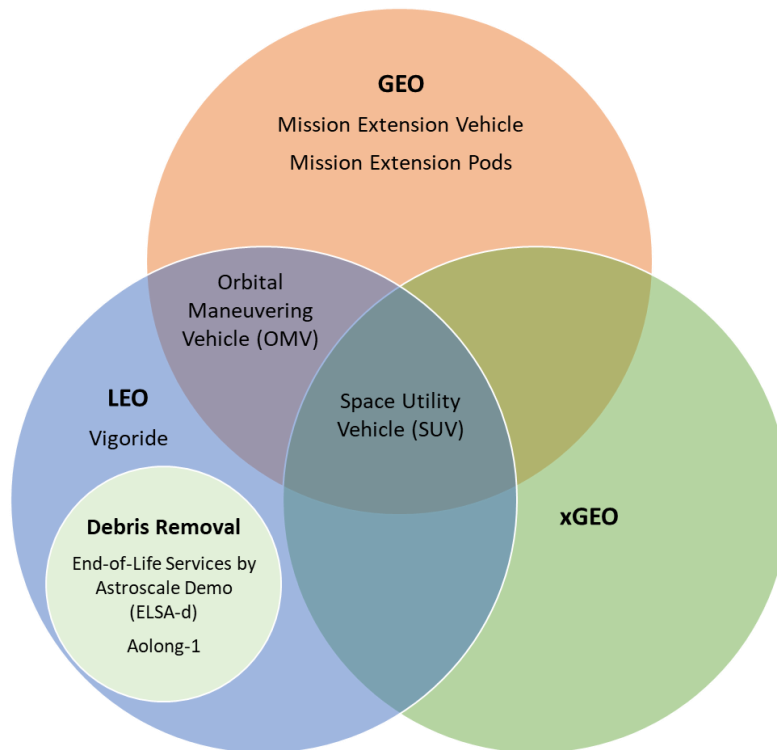 GEO
Mission Extension Vehicle
Mission Extension Pods
Orbital
Maneuvering
Vehicle (OMV)
LEO
Vigoride
Space Utility
Vehicle (SUV)
xGEO
Debris Removal
End-of-Life Services by
Astroscale Demo
(ELSA-d)
Aolong-1